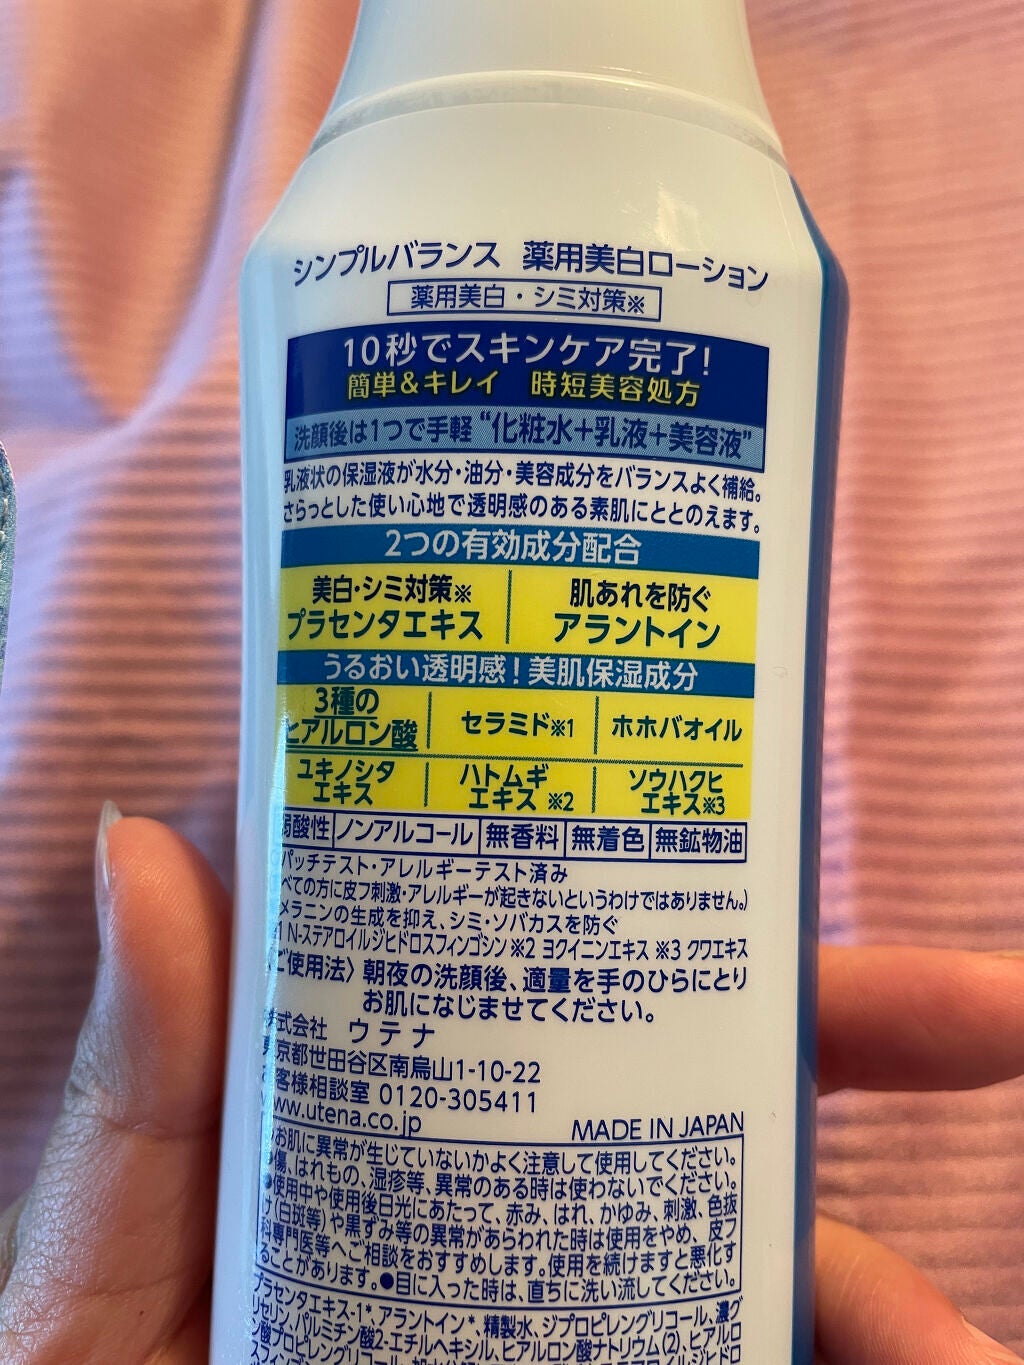 シンプルバランス 薬用美白ローション
薬用美白・シミ対策※
10秒でスキンケア完了!
簡単&キレイ 時短美容処方
洗顔後は1つで手軽“化粧水+乳液+美容液”
乳液状の保湿液が水分・油分・美容成分をバランスよく補給。
さらっとした使い心地で透明感のある素肌にととのえます。
2つの有効成分配合
美白・シミ対策※ 肌あれを防ぐ
プラセンタエキス アラントイン
うるおい透明感!美肌保湿成分
3種の
ヒアルロン酸 セラミド※1 ホホバオイル
ユキノシタ ハトムギ ソウハクヒ
エキス エキス ※2 エキス※3
弱酸性 ノンアルコール 無香料 無着色 無鉱物油
パッチテスト・アレルギーテスト済み
べての方に皮フ刺激・アレルギーが起きないというわけではありません。)
メラニンの生成を抑え、シミ・ソバカスを防ぐ
1 N-ステアロイルジヒドロスフィンゴシン ※2 ヨクイニンエキス ※3 クワエキス
ご使用法〉朝夜の洗顔後、適量を手のひらにとり
お肌になじませてください。
株式会社 ウテナ
東京都世田谷区南烏山1-10-22
お客様相談室 0120-305411
www.utena.co.jp
MADE IN JAPAN
お肌に異常が生じていないかよく注意して使用してください。
傷、はれもの、湿疹等、異常のある時は使わないでください。
●使用中や使用後日光にあたって、赤み、はれ、かゆみ、刺激、色抜
け(白斑等)や黒ずみ等の異常があらわれた時は使用をやめ、皮フ
科専門医等へご相談をおすすめします。使用を続けますと悪化す
ることがあります。●目に入った時は、直ちに洗い流してください。
プラセンタエキス-1*、アラントイン*、精製水、ジプロピレングリコール、濃グ
リセリン、パルミチン酸2-エチルヘキシル、ヒアルロン酸ナトリウム(2)、ヒアルロ
ン酸プロピレングリコール、加水分解